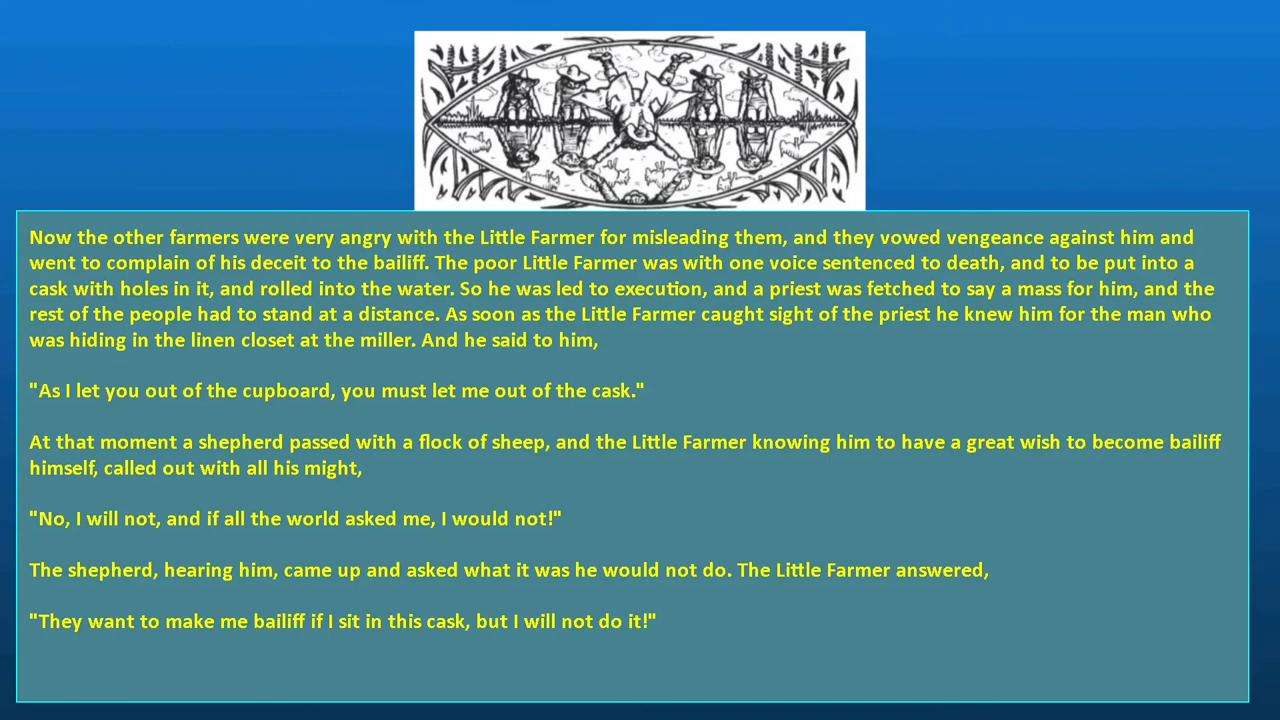 Now the other farmers were very angry with the Little Farmer for misleading them, and they vowed vengeance against him and
went to complain of his deceit to the bailiff. The poor Little Farmer was with one voice sentenced to death, and to be put into a
cask with holes in it, and rolled into the water. So he was led to execution, and a priest was fetched to say a mass for him, and the
rest of the people had to stand at a distance. As soon as the Little Farmer caught sight of the priest he knew him for the man who
was hiding in the linen closet at the miller. And he said to him,
"As I let you out of the cupboard, you must let me out of the cask."
At that moment a shepherd passed with a flock of sheep, and the Little Farmer knowing him to have a great wish to become bailiff
himself, called out with all his might,
"No, I will not, and if all the world asked me, I would not!"
The shepherd, hearing him, came up and asked what it was he would not do. The Little Farmer answered,
"They want to make me bailiff if I sit in this cask, but I will not do it!"